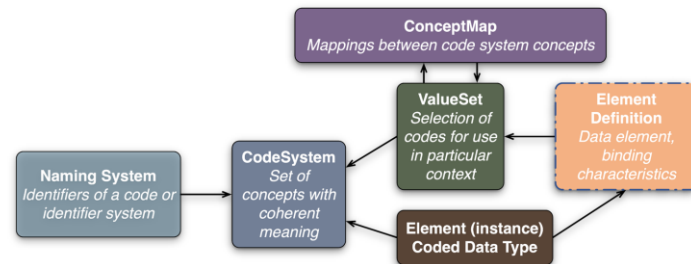 ConceptMap
Mappings between code system concepts
ValueSet
Selection of
codes for use
in particular
context
Element
Definition
Data element,
binding
characteristics
Naming System
Identifiers of a code or
identifier system
CodeSystem
Set of
concepts with
coherent
meaning
Element (instance)
Coded Data Type